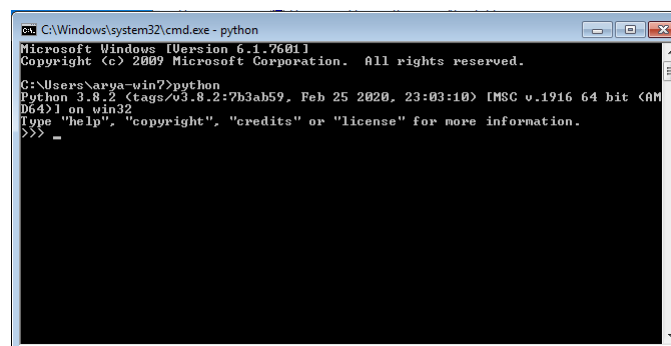 C:\Windows\system32\cmd.exe - python
Microsoft Windows [Version 6.1.7601]
Copyright (c) 2009 Microsoft Corporation.  All rights reserved.
C:\Users\arya-win7>python
Python 3.8.2 (tags/v3.8.2:7b3ab59, Feb 25 2020, 23:03:10) [MSC v.1916 64 bit (AM
D64)] on win32
Type "help", "copyright", "credits" or "license" for more information.
>>> _